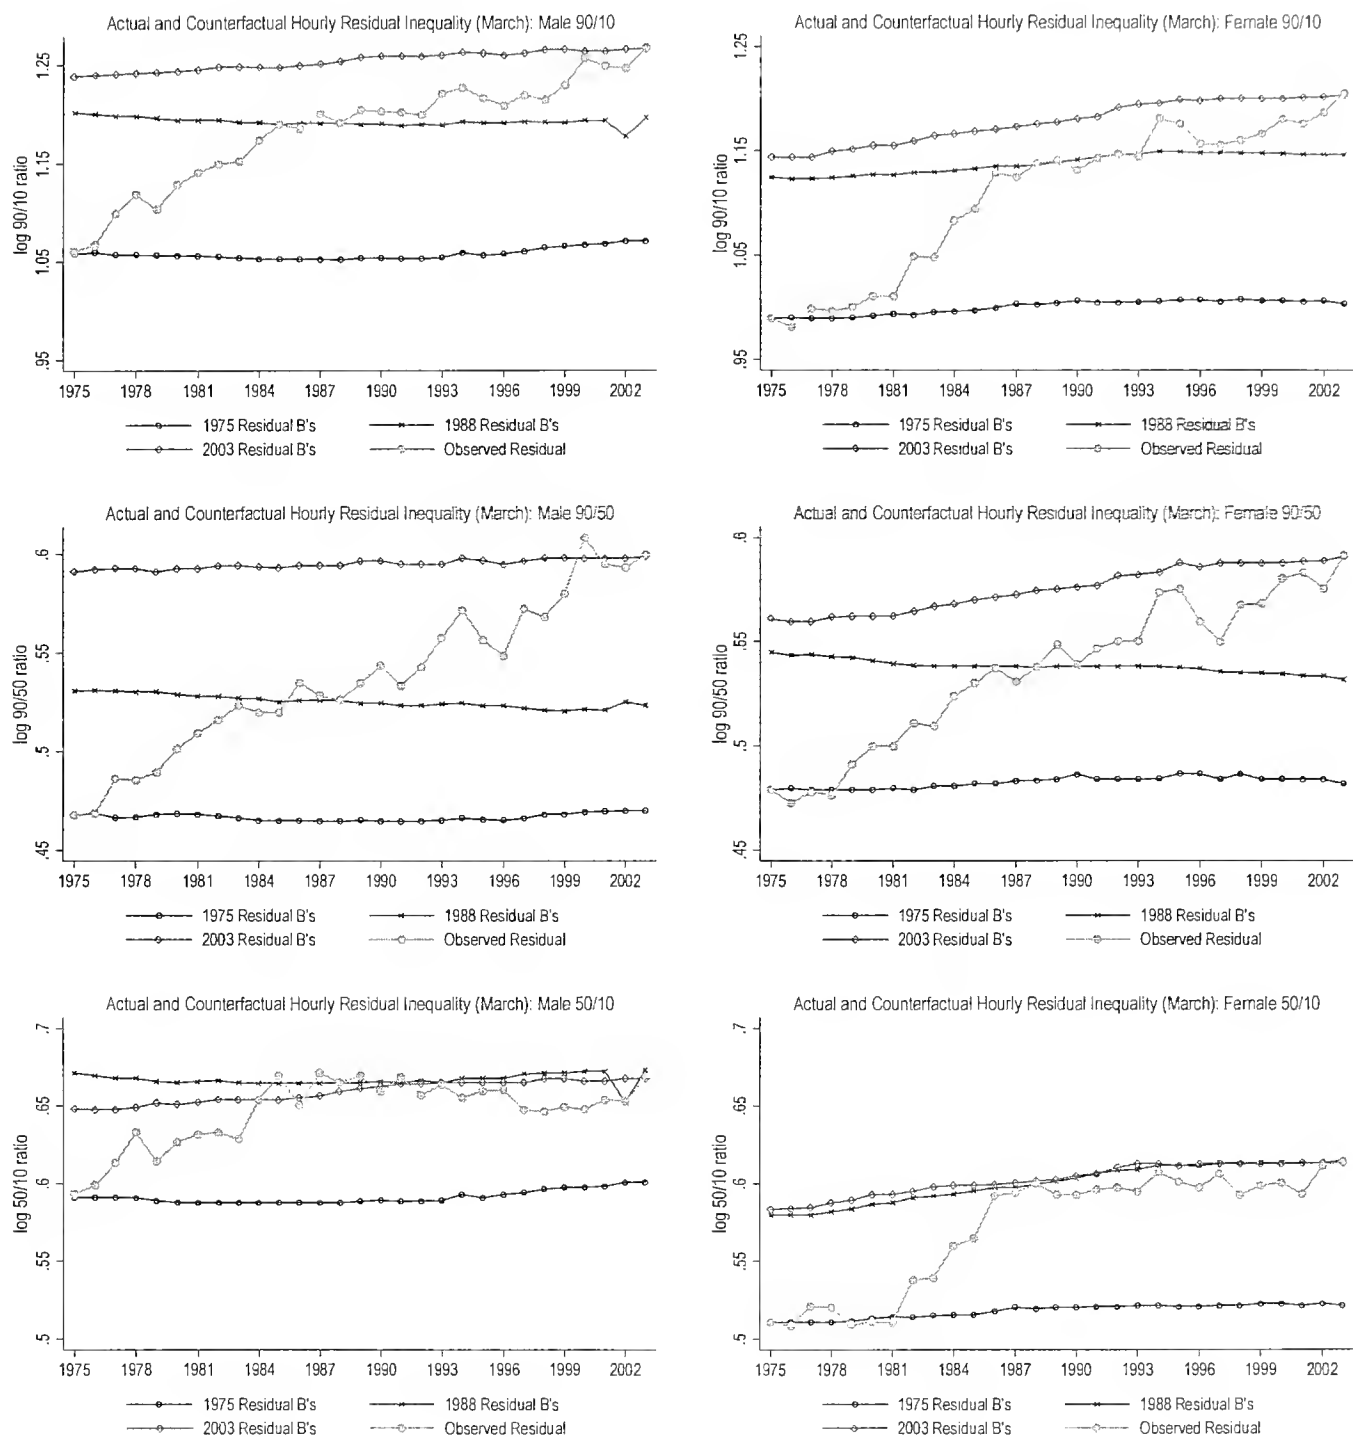 Actual and Counterfactual Hourly Residual Inequality (March): Male 90/10
log 90/10 ratio
1.25
1.15
1.05
.95
1975 1978 1981 1984 1987 1990 1993 1996 1999 2002
1975 Residual B's
1988 Residual B's
2003 Residual B's
Observed Residual
Actual and Counterfactual Hourly Residual Inequality (March): Female 90/10
log 90/10 ratio
1.25
1.15
1.05
.95
1975 1978 1981 1984 1987 1990 1993 1996 1999 2002
1975 Residual B's
1988 Residual B's
2003 Residual B's
Observed Residual
Actual and Counterfactual Hourly Residual Inequality (March): Male 90/50
log 90/50 ratio
.6
.55
.5
.45
1975 1978 1981 1984 1987 1990 1993 1996 1999 2002
1975 Residual B's
1988 Residual B's
2003 Residual B's
Observed Residual
Actual and Counterfactual Hourly Residual Inequality (March): Female 90/50
log 90/50 ratio
.6
.55
.5
.45
1975 1978 1981 1984 1987 1990 1993 1996 1999 2002
1975 Residual B's
1988 Residual B's
2003 Residual B's
Observed Residual
Actual and Counterfactual Hourly Residual Inequality (March): Male 50/10
log 50/10 ratio
.7
.65
.6
.55
.5
1975 1978 1981 1984 1987 1990 1993 1996 1999 2002
1975 Residual B's
1988 Residual B's
2003 Residual B's
Observed Residual
Actual and Counterfactual Hourly Residual Inequality (March): Female 50/10
log 50/10 ratio
.7
.65
.6
.55
.5
1975 1978 1981 1984 1987 1990 1993 1996 1999 2002
1975 Residual B's
1988 Residual B's
2003 Residual B's
Observed Residual